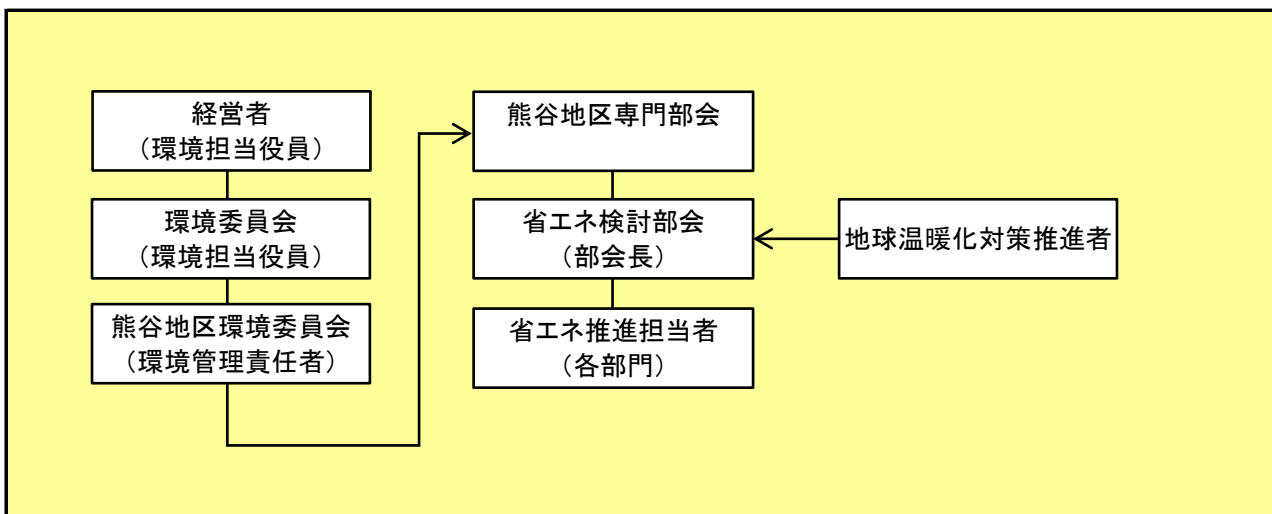 経営者
（環境担当役員）
環境委員会
（環境担当役員）
熊谷地区環境委員会
（環境管理責任者）
熊谷地区専門部会
省エネ検討部会
（部会長）
省エネ推進担当者
（各部門）
地球温暖化対策推進者